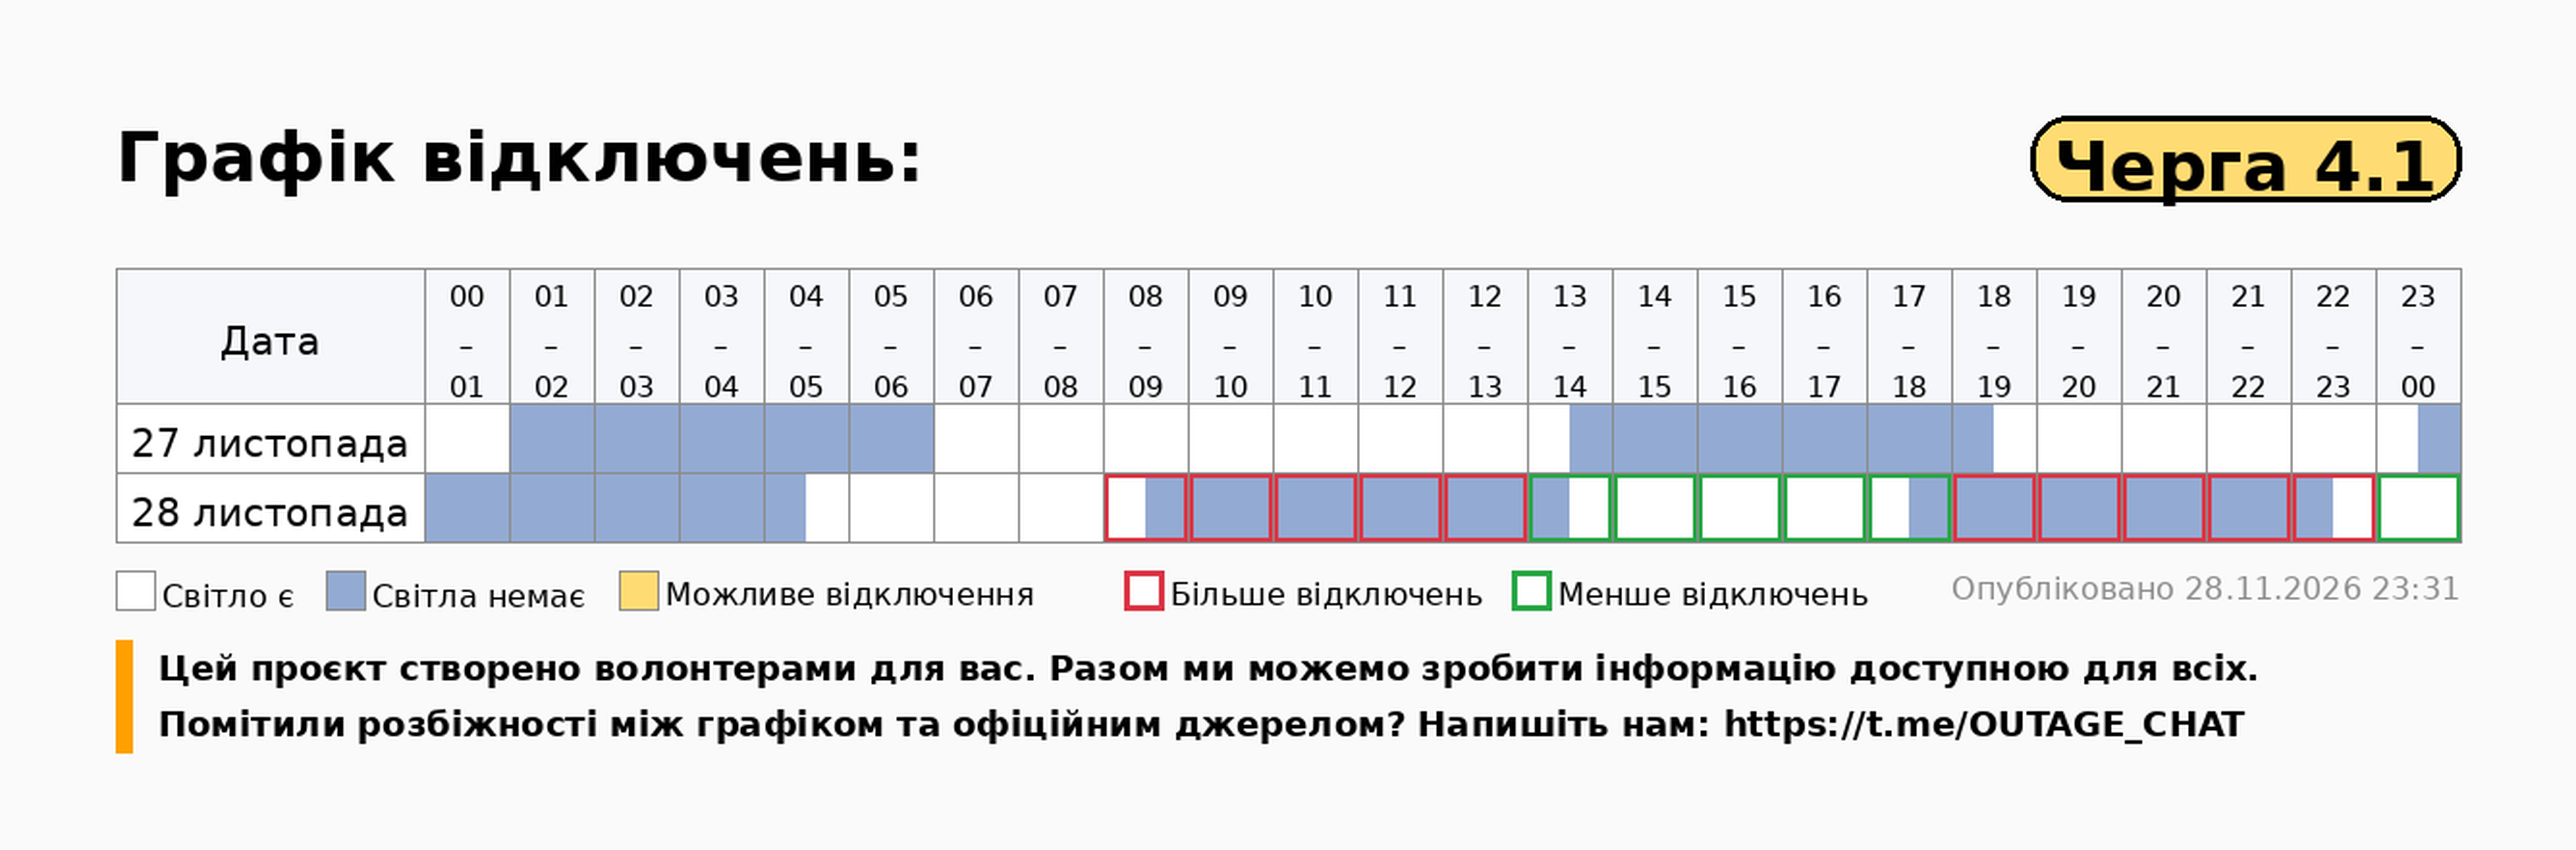 Графік відключень:
Черга 4.1
Дата
00 – 01
01 – 02
02 – 03
03 – 04
04 – 05
05 – 06
06 – 07
07 – 08
08 – 09
09 – 10
10 – 11
11 – 12
12 – 13
13 – 14
14 – 15
15 – 16
16 – 17
17 – 18
18 – 19
19 – 20
20 – 21
21 – 22
22 – 23
23 – 00
27 листопада
28 листопада
Світло є
Світла немає
Можливе відключення
Більше відключень
Менше відключень
Опубліковано 28.11.2026 23:31
Цей проєкт створено волонтерами для вас. Разом ми можемо зробити інформацію доступною для всіх.
Помітили розбіжності між графіком та офіційним джерелом? Напишіть нам: https://t.me/OUTAGE_CHAT